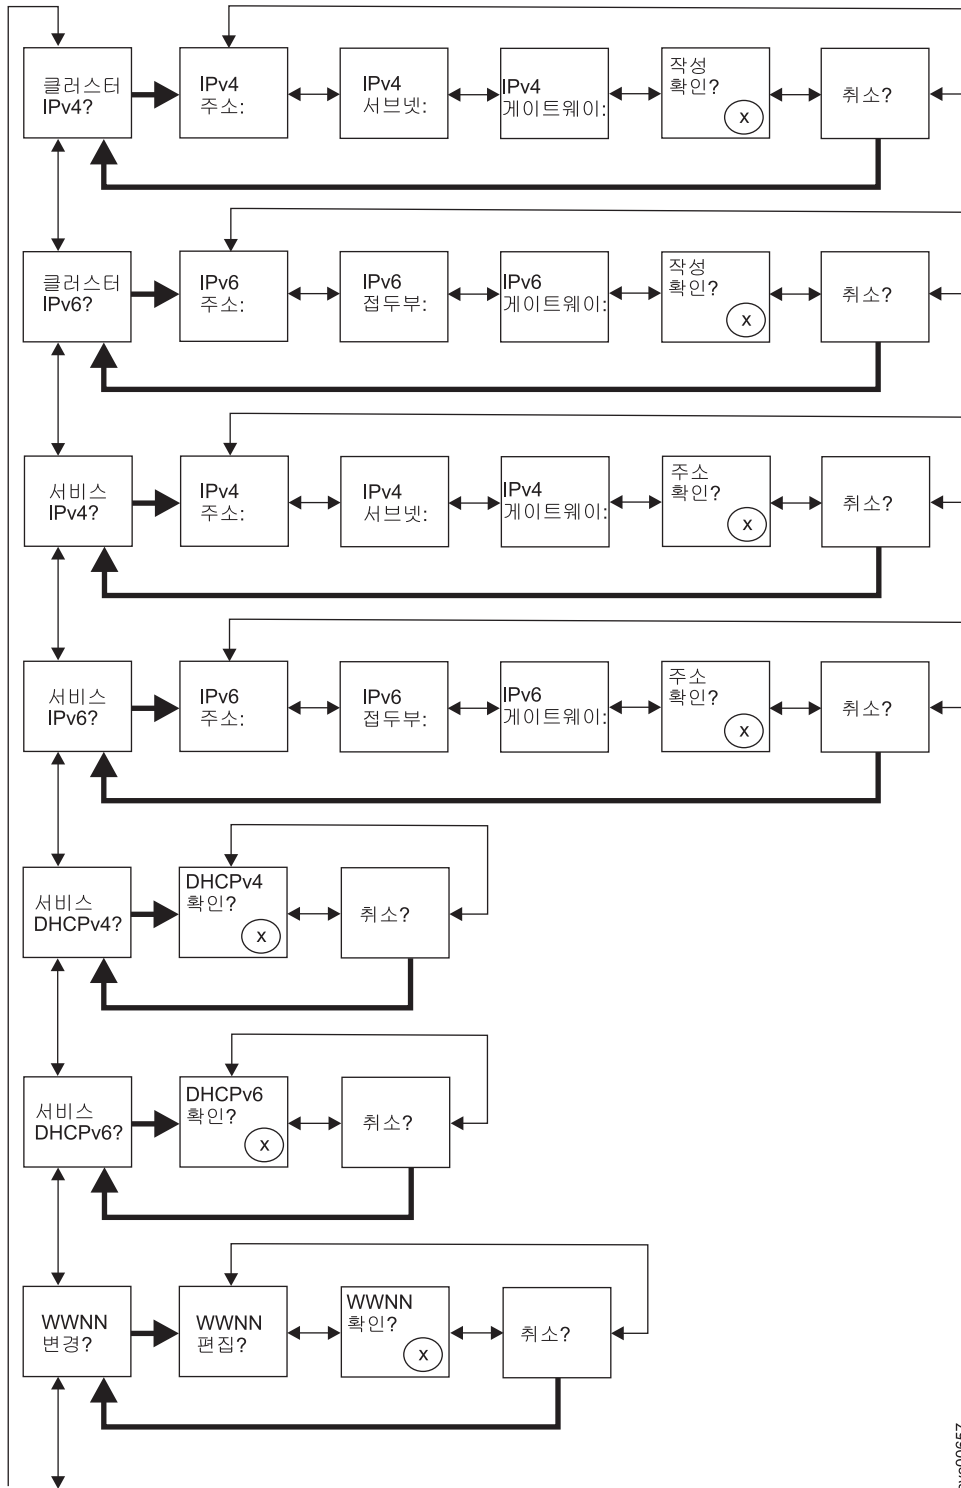 클러스터
IPv4?
IPv4
주소:
IPv4
서브넷:
IPv4
게이트웨이:
작성
확인?
x
취소?
클러스터
IPv6?
IPv6
주소:
IPv6
접두부:
IPv6
게이트웨이:
작성
확인?
x
취소?
서비스
IPv4?
IPv4
주소:
IPv4
서브넷:
IPv4
게이트웨이:
주소
확인?
x
취소?
서비스
IPv6?
IPv6
주소:
IPv6
접두부:
IPv6
게이트웨이:
주소
확인?
x
취소?
서비스
DHCPv4?
DHCPv4
확인?
x
취소?
서비스
DHCPv6?
DHCPv6
확인?
x
취소?
WWNN
변경?
WWNN
편집?
WWNN
확인?
x
취소?